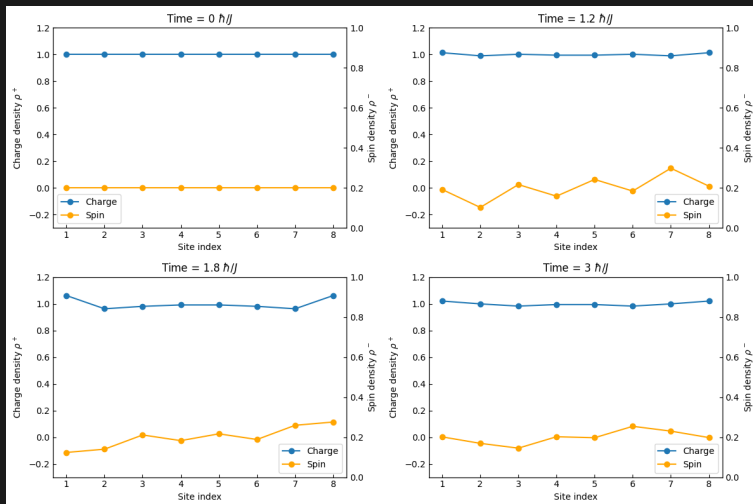 Time = 0 ħ/J
Charge density ρ⁺
1.2
1.0
0.8
0.6
0.4
0.2
0.0
−0.2
1.0
0.8
0.6
0.4
0.2
0.0
Spin density ρ⁻
Charge
Spin
1 2 3 4 5 6 7 8
Site index
Time = 1.2 ħ/J
Charge density ρ⁺
1.2
1.0
0.8
0.6
0.4
0.2
0.0
−0.2
1.0
0.8
0.6
0.4
0.2
0.0
Spin density ρ⁻
Charge
Spin
1 2 3 4 5 6 7 8
Site index
Time = 1.8 ħ/J
Charge density ρ⁺
1.2
1.0
0.8
0.6
0.4
0.2
0.0
−0.2
1.0
0.8
0.6
0.4
0.2
0.0
Spin density ρ⁻
Charge
Spin
1 2 3 4 5 6 7 8
Site index
Time = 3 ħ/J
Charge density ρ⁺
1.2
1.0
0.8
0.6
0.4
0.2
0.0
−0.2
1.0
0.8
0.6
0.4
0.2
0.0
Spin density ρ⁻
Charge
Spin
1 2 3 4 5 6 7 8
Site index